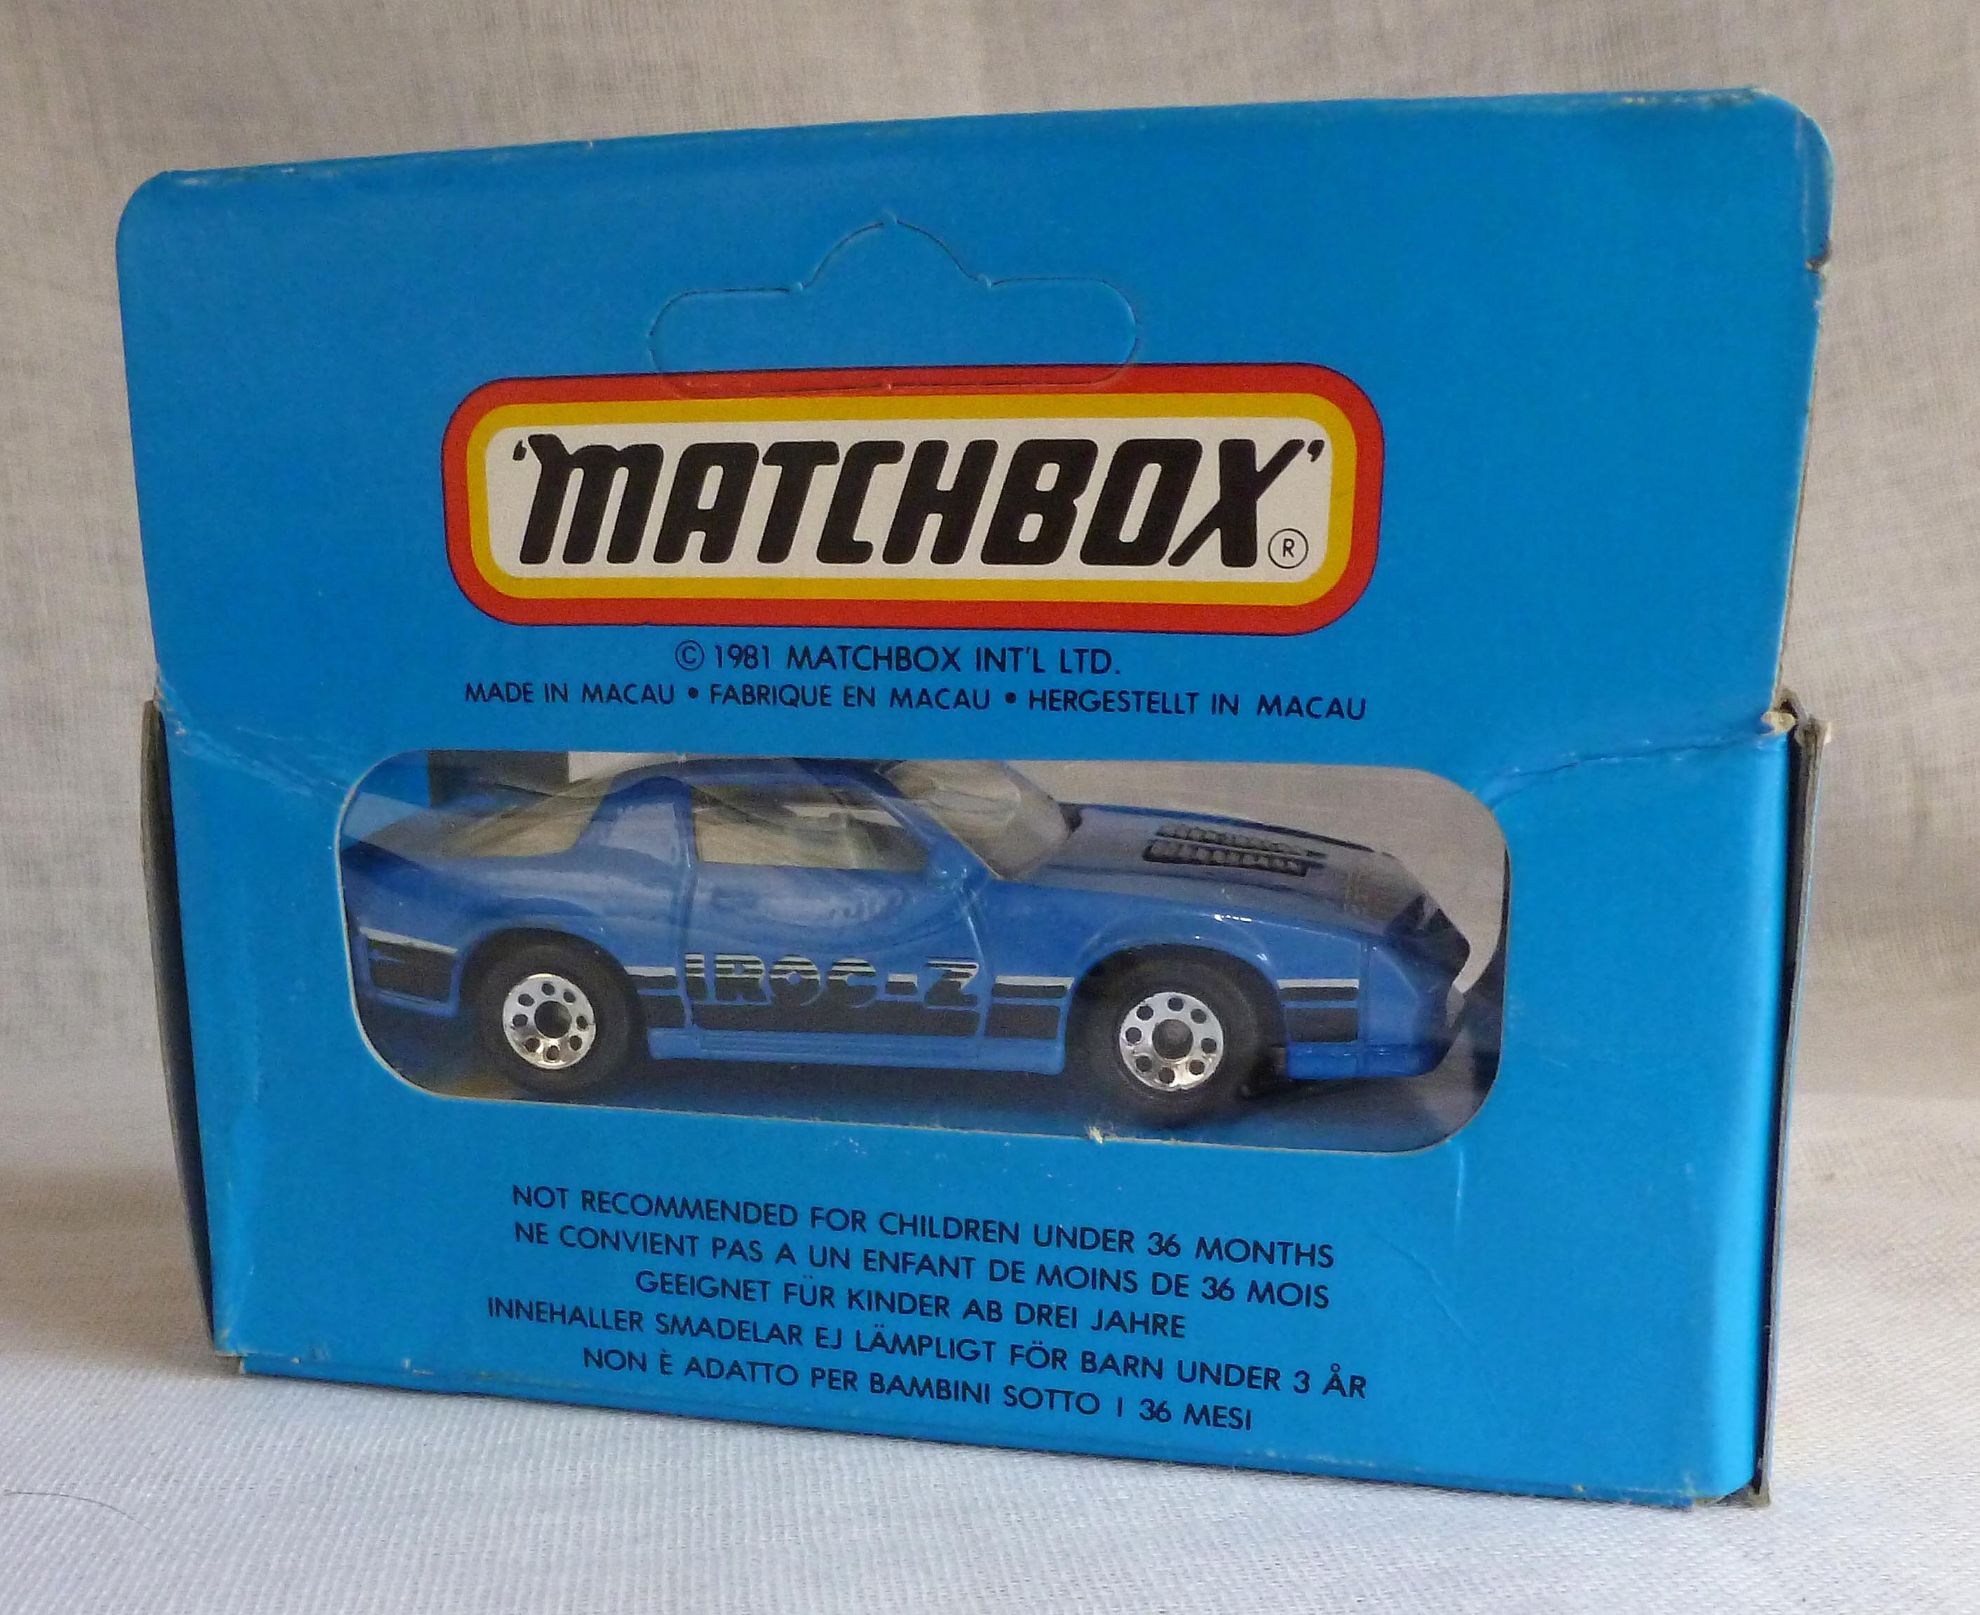 'MATCHBOX'®
© 1981 MATCHBOX INT'L LTD.
MADE IN MACAU • FABRIQUE EN MACAU • HERGESTELLT IN MACAU
IROC-Z
NOT RECOMMENDED FOR CHILDREN UNDER 36 MONTHS
NE CONVIENT PAS A UN ENFANT DE MOINS DE 36 MOIS
GEEIGNET FÜR KINDER AB DREI JAHRE
INNEHALLER SMADELAR EJ LÄMPLIGT FÖR BARN UNDER 3 ÅR
NON È ADATTO PER BAMBINI SOTTO I 36 MESI